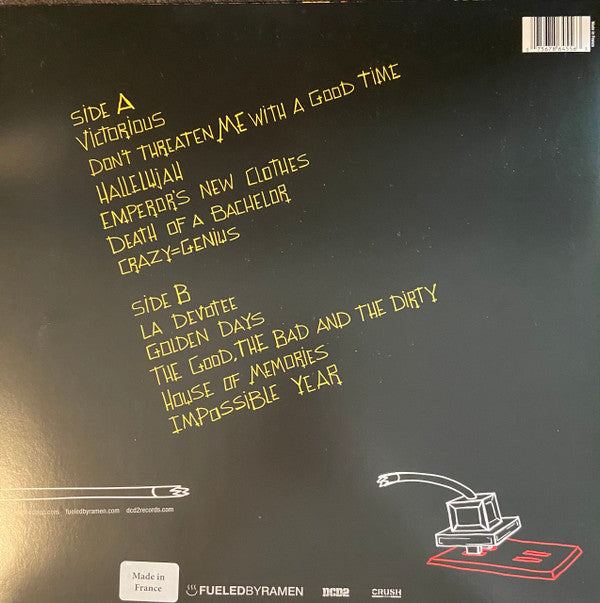 SIDE A
VICTORIOUS
DON'T THREATEN ME WITH A GOOD TIME
HALLELUJAH
EMPEROR'S NEW CLOTHES
DEATH OF A BACHELOR
CRAZY=GENIUS
SIDE B
LA DEVOTEE
GOLDEN DAYS
THE GOOD, THE BAD AND THE DIRTY
HOUSE OF MEMORIES
IMPOSSIBLE YEAR
fueledbyramen.com dcd2records.com
Made in
France
FUELEDBYRAMEN DCD2 CRUSH